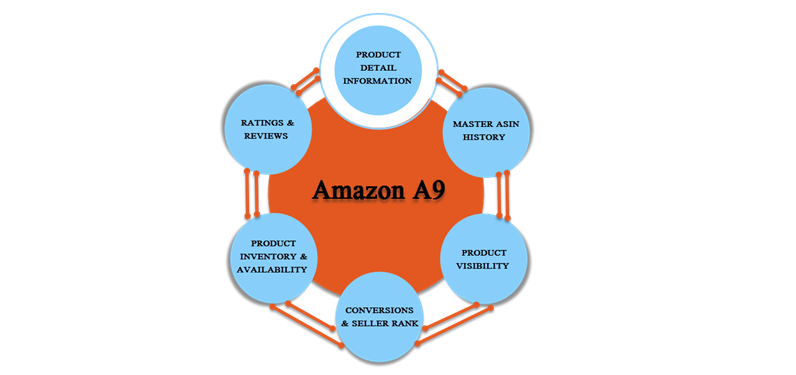 PRODUCT
DETAIL
INFORMATION
RATINGS &
REVIEWS
MASTER ASIN
HISTORY
Amazon A9
PRODUCT
INVENTORY &
AVAILABILITY
PRODUCT
VISIBILITY
CONVERSIONS
& SELLER RANK